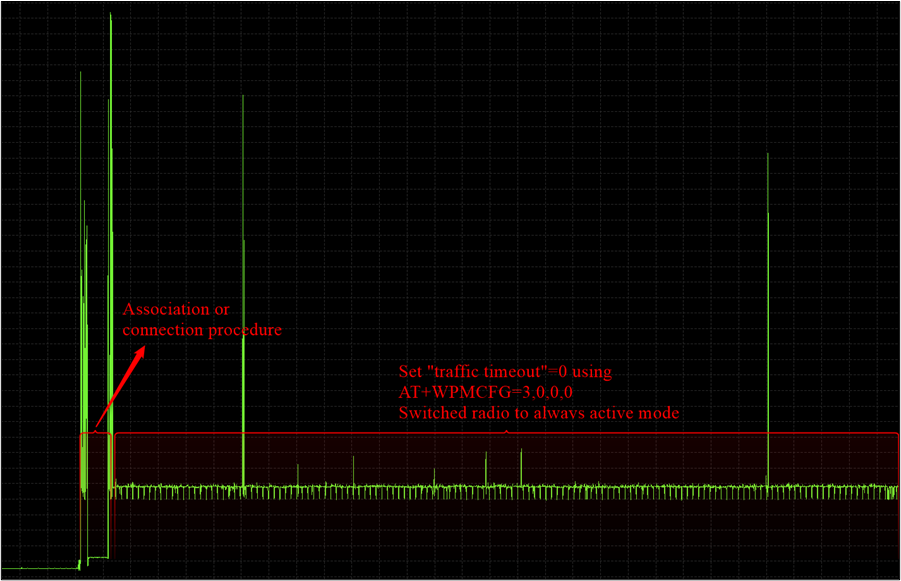 Association or
connection procedure
Set "traffic timeout"=0 using
AT+WPMCFG=3,0,0,0
Switched radio to always active mode